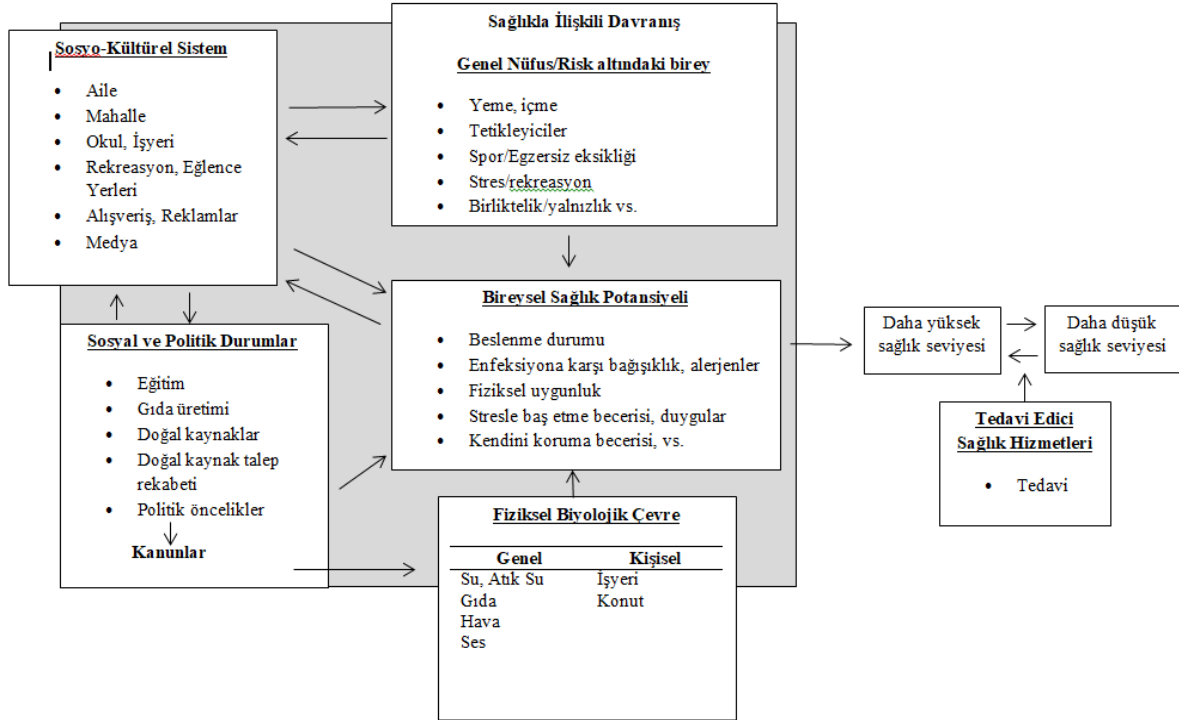 Sağlıkla İlişkili Davranış
Genel Nüfus/Risk altındaki birey
• Yeme, içme
• Tetikleyiciler
• Spor/Egzersiz eksikliği
• Stres/rekreasyon
• Birliktelik/yalnızlık vs.
Sosyo-Kültürel Sistem
• Aile
• Mahalle
• Okul, İşyeri
• Rekreasyon, Eğlence
Yerleri
• Alışveriş, Reklamlar
• Medya
Bireysel Sağlık Potansiyeli
• Beslenme durumu
• Enfeksiyona karşı bağışıklık, alerjenler
• Fiziksel uygunluk
• Stresle baş etme becerisi, duygular
• Kendini koruma becerisi, vs.
Daha yüksek
sağlık seviyesi
Daha düşük
sağlık seviyesi
Sosyal ve Politik Durumlar
• Eğitim
• Gıda üretimi
• Doğal kaynaklar
• Doğal kaynak talep
rekabeti
• Politik öncelikler
Kanunlar
Tedavi Edici
Sağlık Hizmetleri
• Tedavi
Fiziksel Biyolojik Çevre
Genel Kişisel
Su, Atık Su İşyeri
Gıda Konut
Hava
Ses